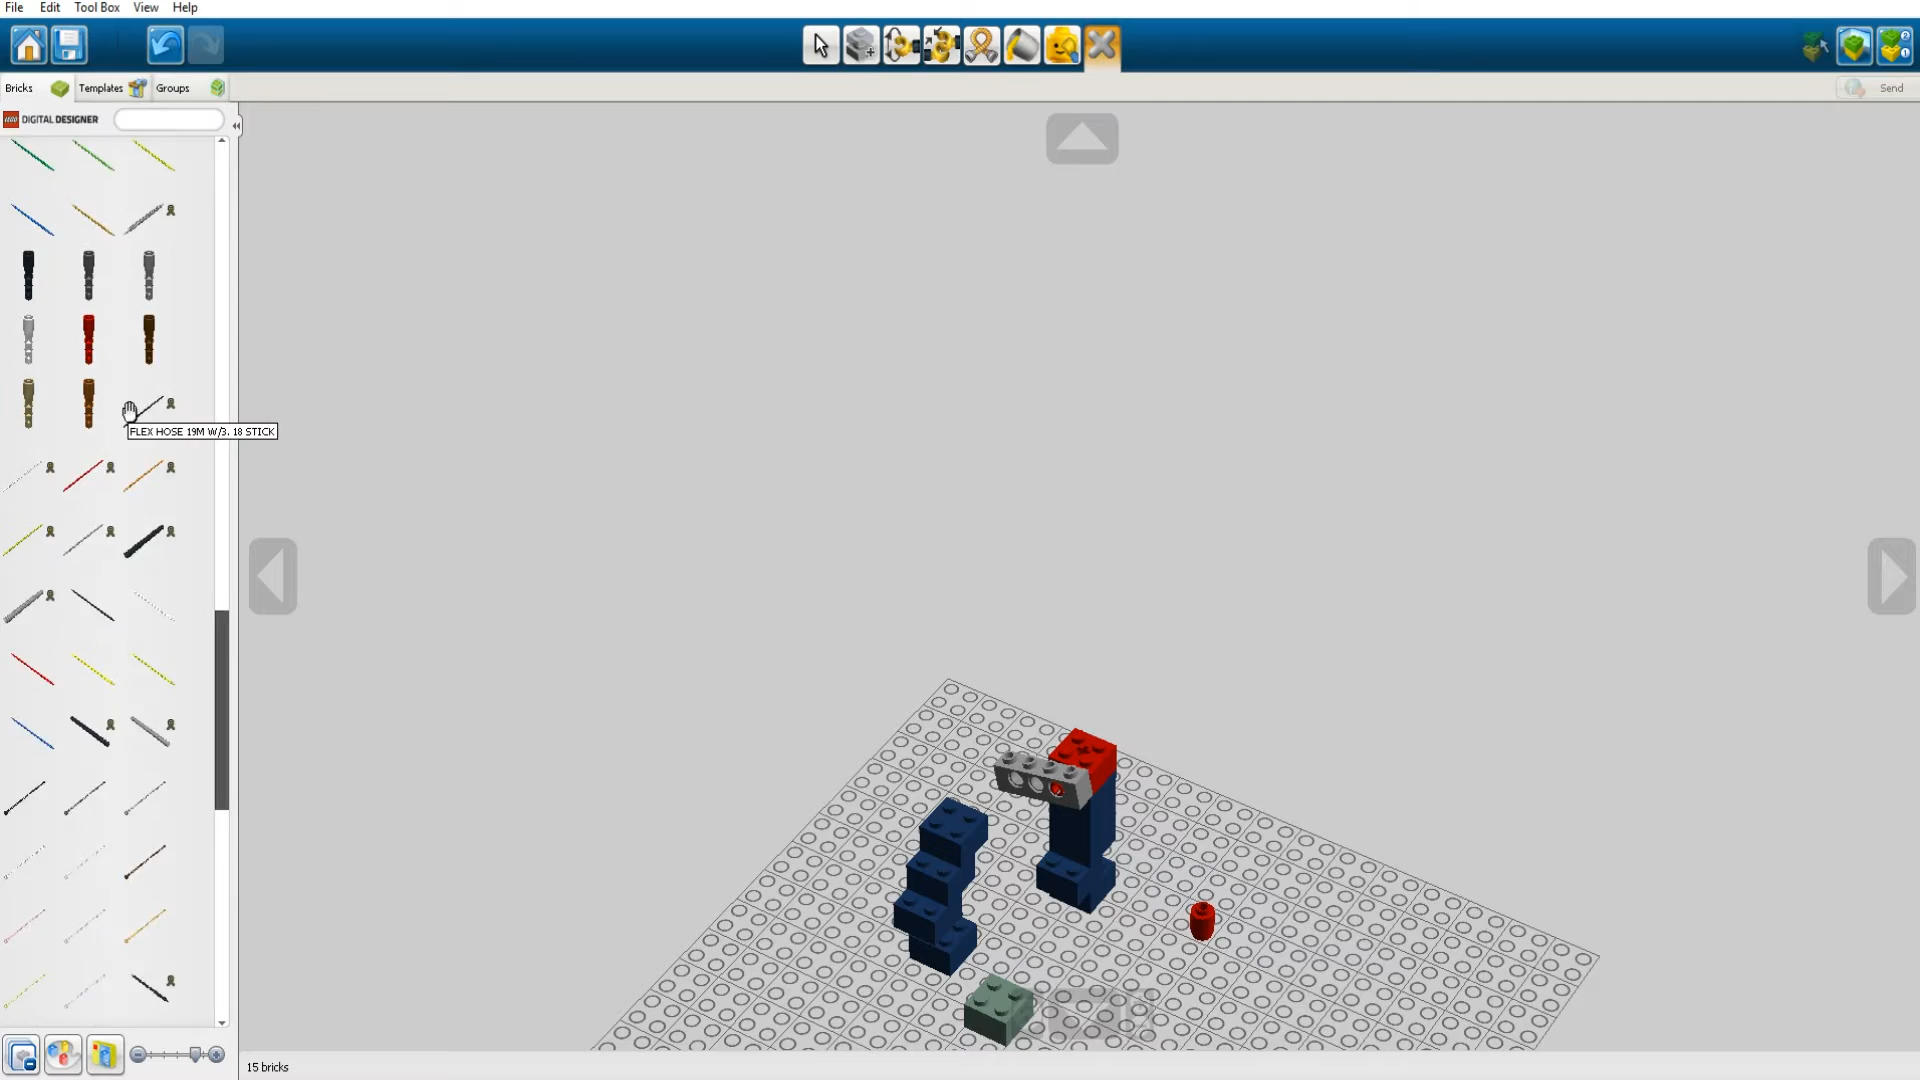 File Edit Tool Box View Help
Bricks Templates Groups Send
LEGO DIGITAL DESIGNER
FLEX HOSE 19M W/3. 18 STICK
15 bricks